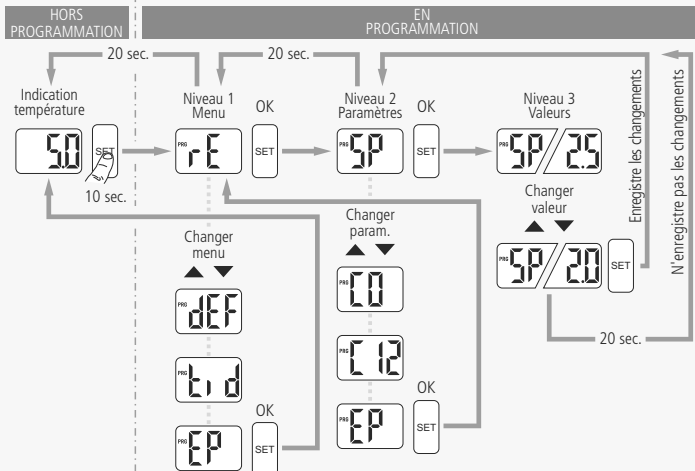 HORS
PROGRAMMATION
EN
PROGRAMMATION
20 sec.
20 sec.
Indication
température
Niveau 1
Menu
OK
Niveau 2
Paramètres
OK
Niveau 3
Valeurs
5.0
SET
PRG rE
SET
PRG SP
SET
PRG SP/2.5
10 sec.
Changer
menu
Changer
param.
Changer
valeur
PRG SP/2.0
SET
Enregistre les changements
N'enregistre pas les changements
20 sec.
PRG dEF
PRG C0
PRG tid
PRG C12
PRG EP
OK
SET
PRG EP
OK
SET